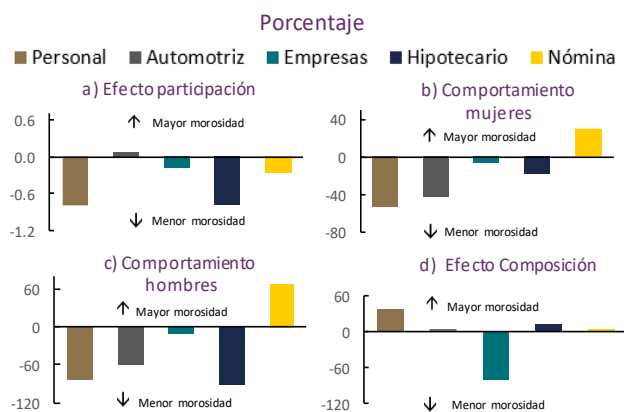 Porcentaje
Personal Automotriz Empresas Hipotecario Nómina
a) Efecto participación
0.6
0.0
-0.6
-1.2
↑ Mayor morosidad
↓ Menor morosidad
b) Comportamiento
mujeres
40
0
-40
-80
↑ Mayor morosidad
↓ Menor morosidad
c) Comportamiento
hombres
60
0
-60
-120
↑ Mayor morosidad
↓ Menor morosidad
d) Efecto Composición
60
0
-60
-120
↑ Mayor morosidad
↓ Menor morosidad